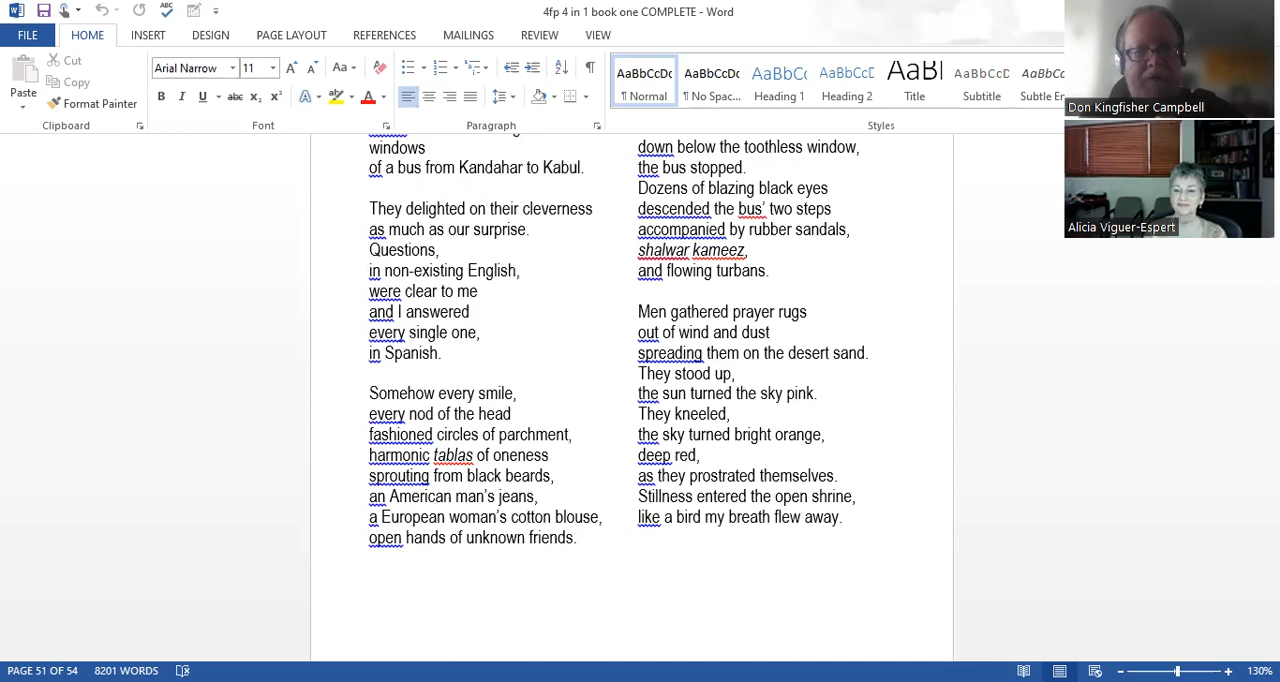 4fp 4 in 1 book one COMPLETE - Word
FILE
HOME
INSERT
DESIGN
PAGE LAYOUT
REFERENCES
MAILINGS
REVIEW
VIEW
Paste
Cut
Copy
Format Painter
Clipboard
Arial Narrow
11
Font
Paragraph
AaBbCcDc
¶ Normal
AaBbCcDc
¶ No Spac...
AaBbCc
Heading 1
AaBbCcC
Heading 2
AaBl
Title
AaBbCcD
Subtitle
AaBbCcD
Subtle Em
Styles
Don Kingfisher Campbell
Alicia Viguer-Espert
windows
of a bus from Kandahar to Kabul.
They delighted on their cleverness
as much as our surprise.
Questions,
in non-existing English,
were clear to me
and I answered
every single one,
in Spanish.
Somehow every smile,
every nod of the head
fashioned circles of parchment,
harmonic tablas of oneness
sprouting from black beards,
an American man’s jeans,
a European woman’s cotton blouse,
open hands of unknown friends.
down below the toothless window,
the bus stopped.
Dozens of blazing black eyes
descended the bus’ two steps
accompanied by rubber sandals,
shalwar kameez,
and flowing turbans.
Men gathered prayer rugs
out of wind and dust
spreading them on the desert sand.
They stood up,
the sun turned the sky pink.
They kneeled,
the sky turned bright orange,
deep red,
as they prostrated themselves.
Stillness entered the open shrine,
like a bird my breath flew away.
PAGE 51 OF 54
8201 WORDS
130%